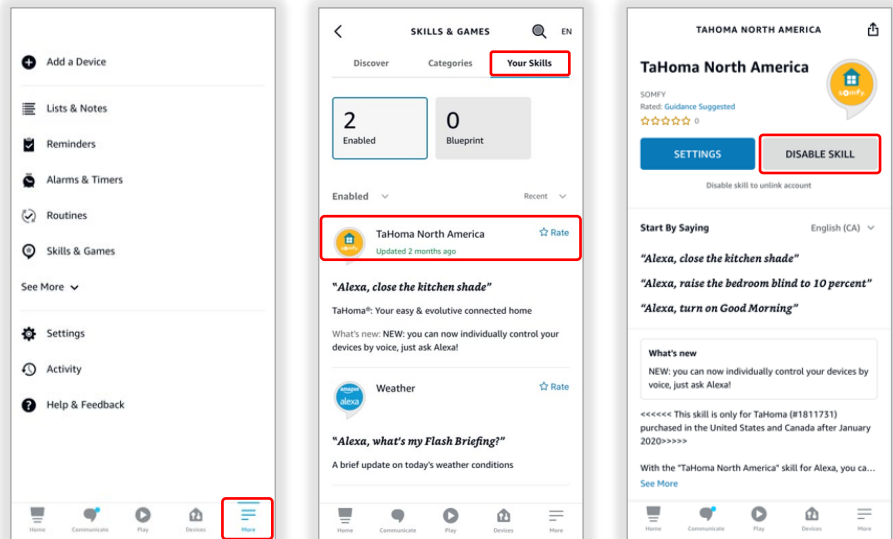 Add a Device
Lists & Notes
Reminders
Alarms & Timers
Routines
Skills & Games
See More
Settings
Activity
Help & Feedback
Home
Communicate
Play
Devices
More
SKILLS & GAMES
EN
Discover
Categories
Your Skills
2
Enabled
0
Blueprint
Enabled
Recent
somfy
TaHoma North America
Rate
Updated 2 months ago
"Alexa, close the kitchen shade"
TaHoma®: Your easy & evolutive connected home
What's new: NEW: you can now individually control your
devices by voice, just ask Alexa!
amazon
alexa
Weather
Rate
"Alexa, what's my Flash Briefing?"
A brief update on today's weather conditions
Home
Communicate
Play
Devices
More
TAHOMA NORTH AMERICA
TaHoma North America
somfy
SOMFY
Rated: Guidance Suggested
0
SETTINGS
DISABLE SKILL
Disable skill to unlink account
Start By Saying
English (CA)
"Alexa, close the kitchen shade"
"Alexa, raise the bedroom blind to 10 percent"
"Alexa, turn on Good Morning"
What's new
NEW: you can now individually control your devices by
voice, just ask Alexa!
<<<<<< This skill is only for TaHoma (#1811731)
purchased in the United States and Canada after January
2020>>>>>
With the "TaHoma North America" skill for Alexa, you ca...
See More
Home
Communicate
Play
Devices
More